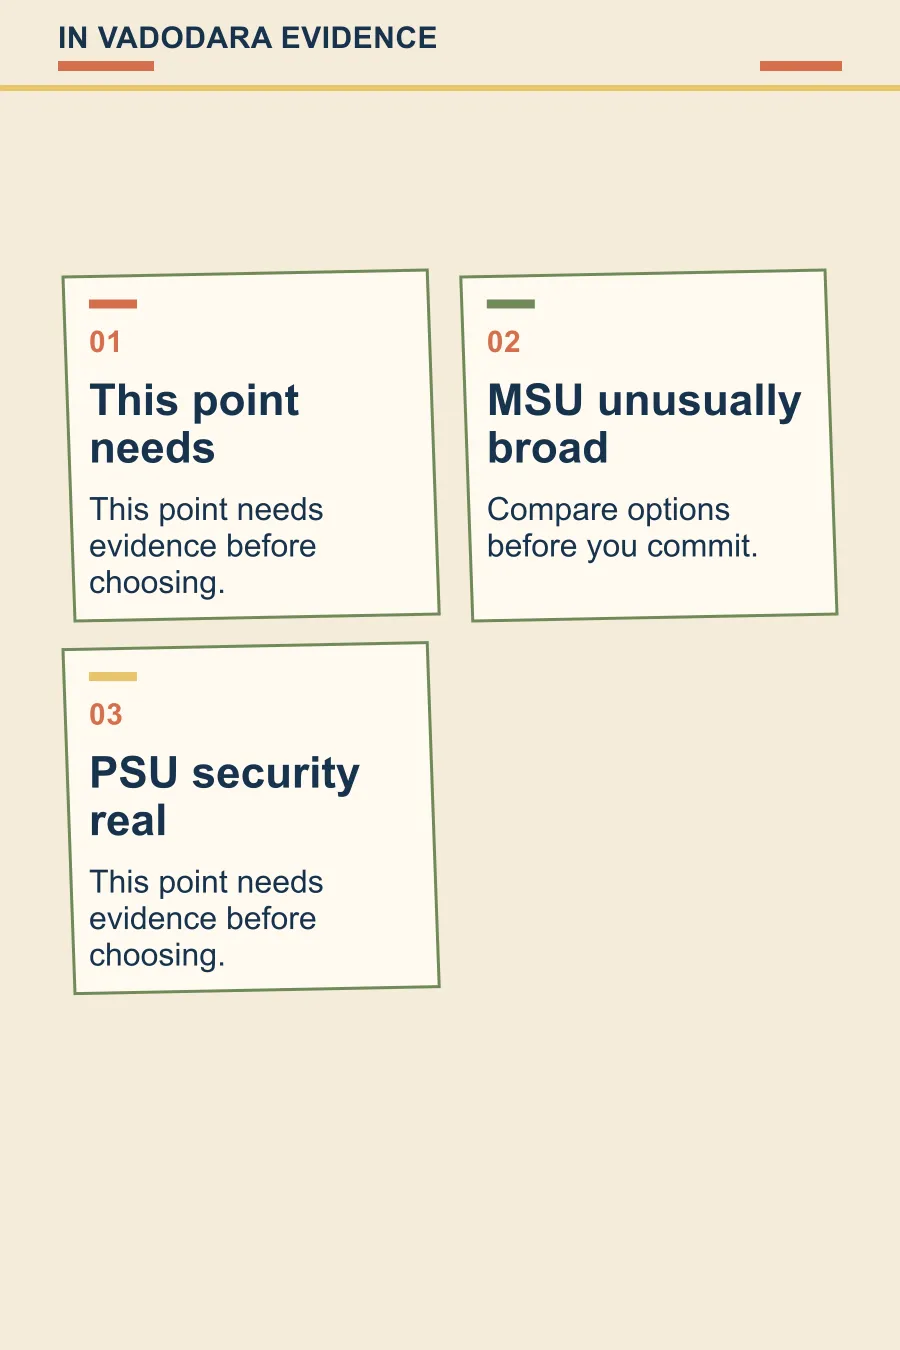 IN VADODARA EVIDENCE
01
This point
needs
This point needs
evidence before
choosing.
02
MSU unusually
broad
Compare options
before you commit.
03
PSU security
real
This point needs
evidence before
choosing.